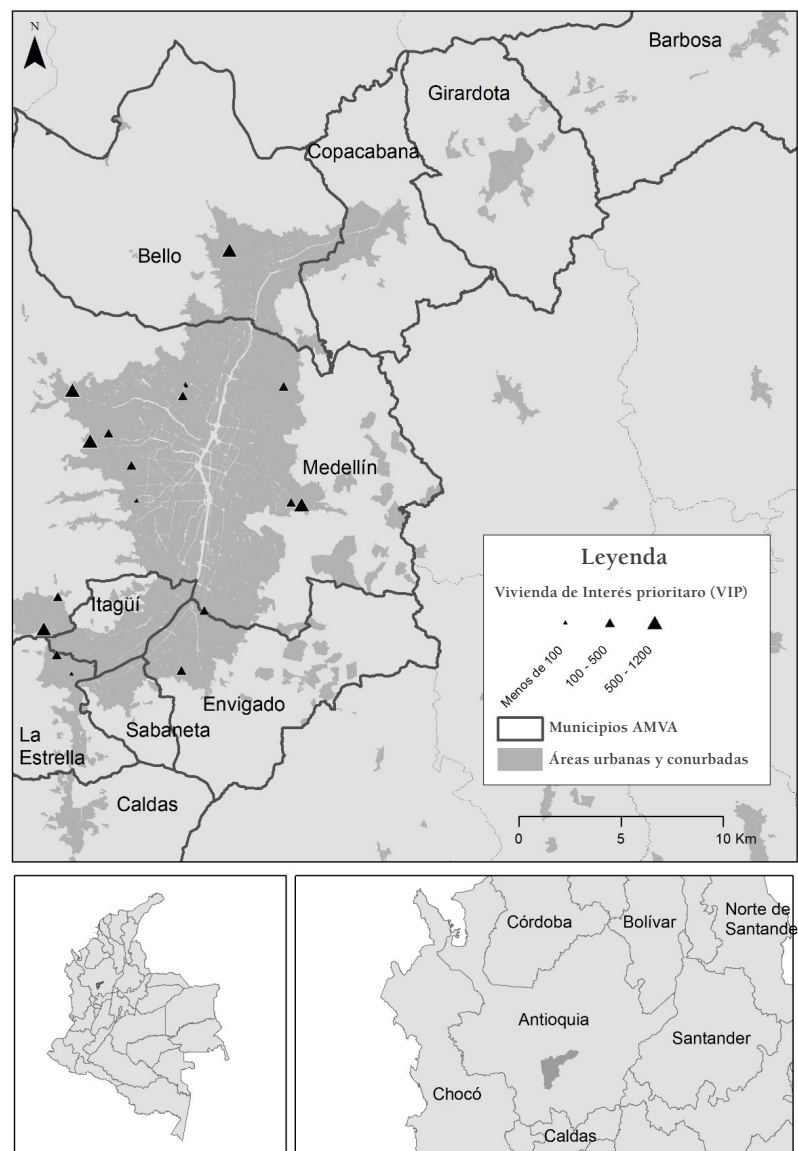 N
Barbosa
Girardota
Copacabana
Bello
Medellín
Itagüí
Envigado
Sabaneta
La
Estrella
Caldas
Leyenda
Vivienda de Interés prioritaro (VIP)
Menos de 100
100 - 500
500 - 1200
Municipios AMVA
Áreas urbanas y conurbadas
0 5 10 Km
Córdoba
Bolívar
Norte de
Santande
Antioquia
Santander
Chocó
Caldas